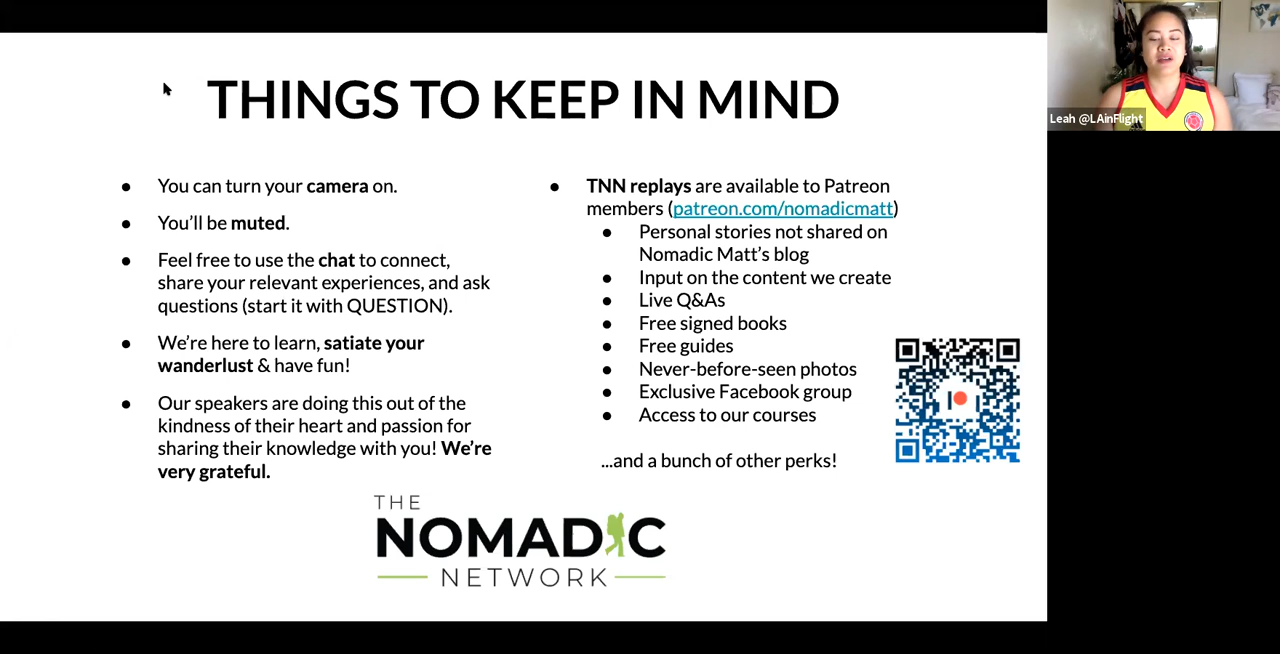 THINGS TO KEEP IN MIND
● You can turn your camera on.
● You'll be muted.
● Feel free to use the chat to connect,
share your relevant experiences, and ask
questions (start it with QUESTION).
● We're here to learn, satiate your
wanderlust & have fun!
● Our speakers are doing this out of the
kindness of their heart and passion for
sharing their knowledge with you! We're
very grateful.
● TNN replays are available to Patreon
members (patreon.com/nomadicmatt)
● Personal stories not shared on
Nomadic Matt's blog
● Input on the content we create
● Live Q&As
● Free signed books
● Free guides
● Never-before-seen photos
● Exclusive Facebook group
● Access to our courses
...and a bunch of other perks!
THE
NOMADIC
NETWORK
Leah @LAinFlight